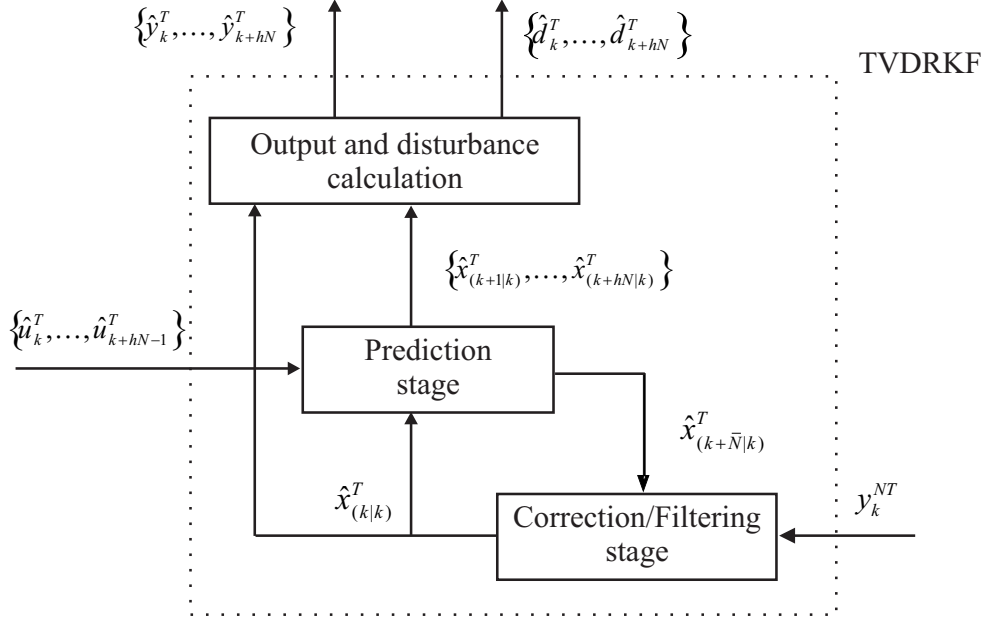 {ŷ_k^T,…,ŷ_{k+hN}^T}
{d̂_k^T,…,d̂_{k+hN}^T}
TVDRKF
Output and disturbance
calculation
{x̂_{(k+1|k)}^T,…,x̂_{(k+hN|k)}^T}
{û_k^T,…,û_{k+hN-1}^T}
Prediction
stage
x̂_{(k+N̄|k)}^T
x̂_{(k|k)}^T
Correction/Filtering
stage
y_k^{NT}